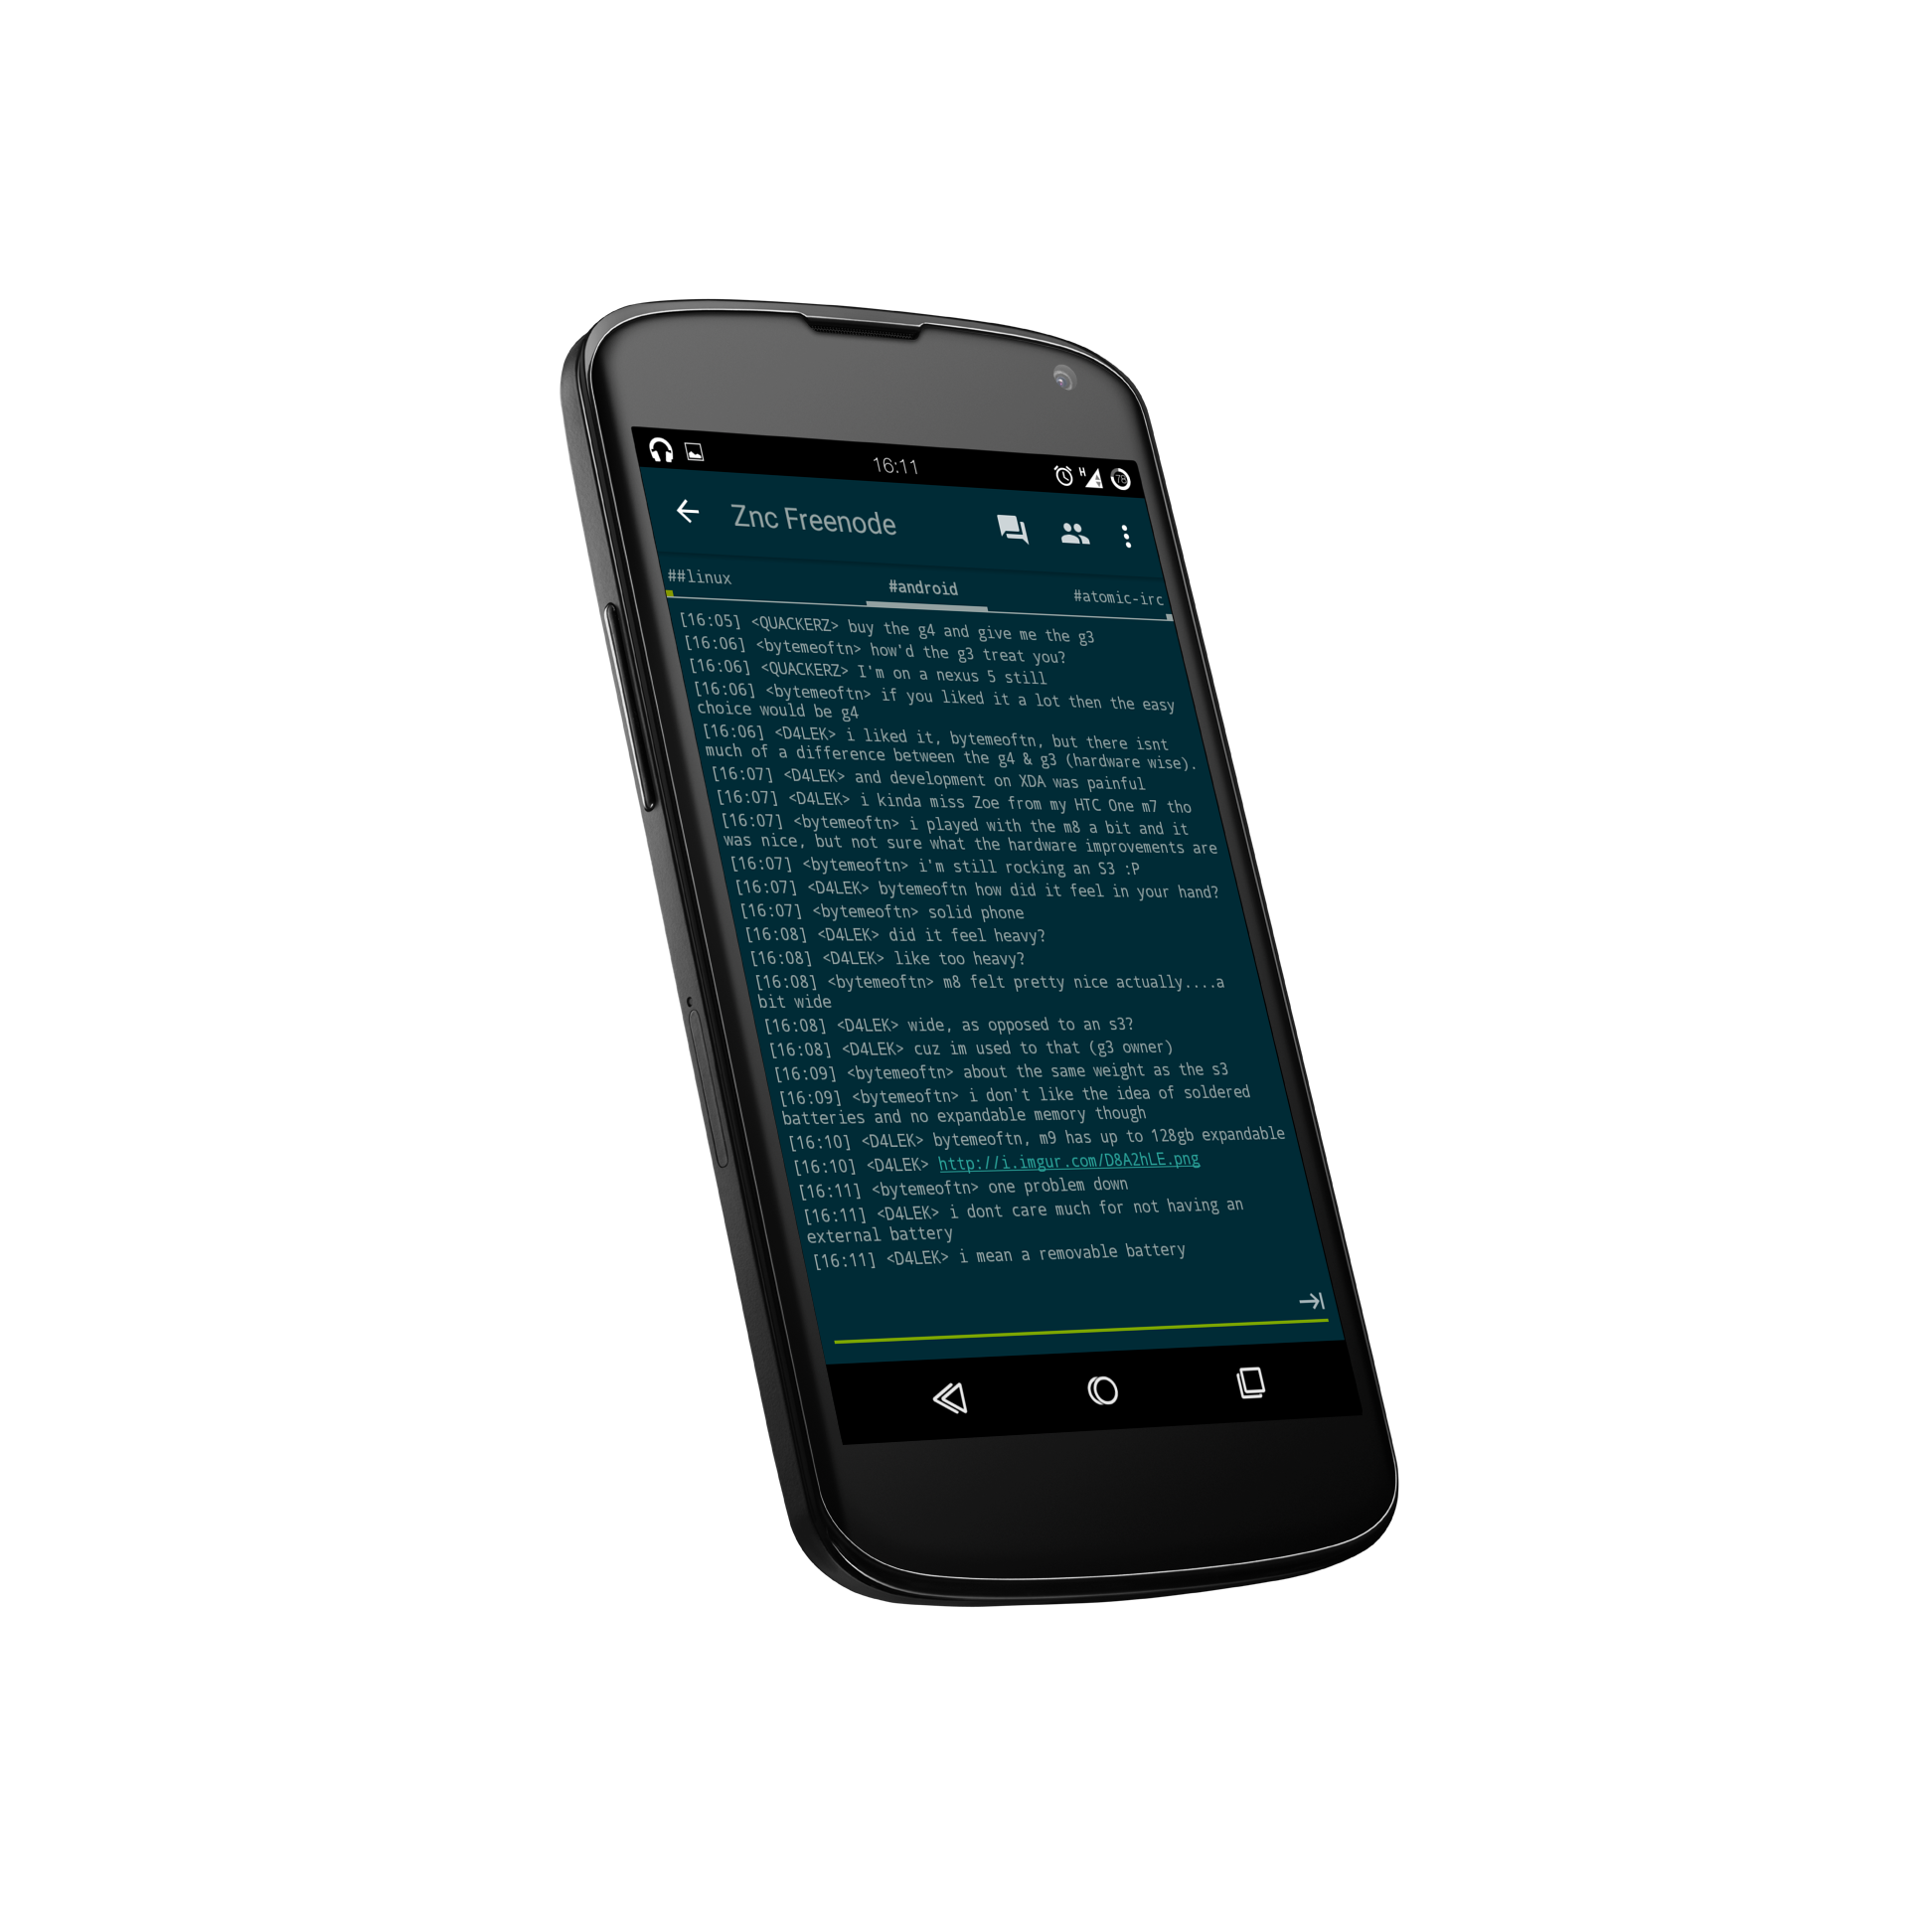 16:11
H
78
Znc Freenode
##linux
#android
#atomic-irc
[16:05] <QUACKERZ> buy the g4 and give me the g3
[16:06] <bytemeoftn> how'd the g3 treat you?
[16:06] <QUACKERZ> I'm on a nexus 5 still
[16:06] <bytemeoftn> if you liked it a lot then the easy
choice would be g4
[16:06] <D4LEK> i liked it, bytemeoftn, but there isnt
much of a difference between the g4 & g3 (hardware wise).
[16:07] <D4LEK> and development on XDA was painful
[16:07] <D4LEK> i kinda miss Zoe from my HTC One m7 tho
[16:07] <bytemeoftn> i played with the m8 a bit and it
was nice, but not sure what the hardware improvements are
[16:07] <bytemeoftn> i'm still rocking an S3 :P
[16:07] <D4LEK> bytemeoftn how did it feel in your hand?
[16:07] <bytemeoftn> solid phone
[16:08] <D4LEK> did it feel heavy?
[16:08] <D4LEK> like too heavy?
[16:08] <bytemeoftn> m8 felt pretty nice actually....a
bit wide
[16:08] <D4LEK> wide, as opposed to an s3?
[16:08] <D4LEK> cuz im used to that (g3 owner)
[16:09] <bytemeoftn> about the same weight as the s3
[16:09] <bytemeoftn> i don't like the idea of soldered
batteries and no expandable memory though
[16:10] <D4LEK> bytemeoftn, m9 has up to 128gb expandable
[16:10] <D4LEK> http://i.imgur.com/D8A2hLE.png
[16:11] <bytemeoftn> one problem down
[16:11] <D4LEK> i dont care much for not having an
external battery
[16:11] <D4LEK> i mean a removable battery